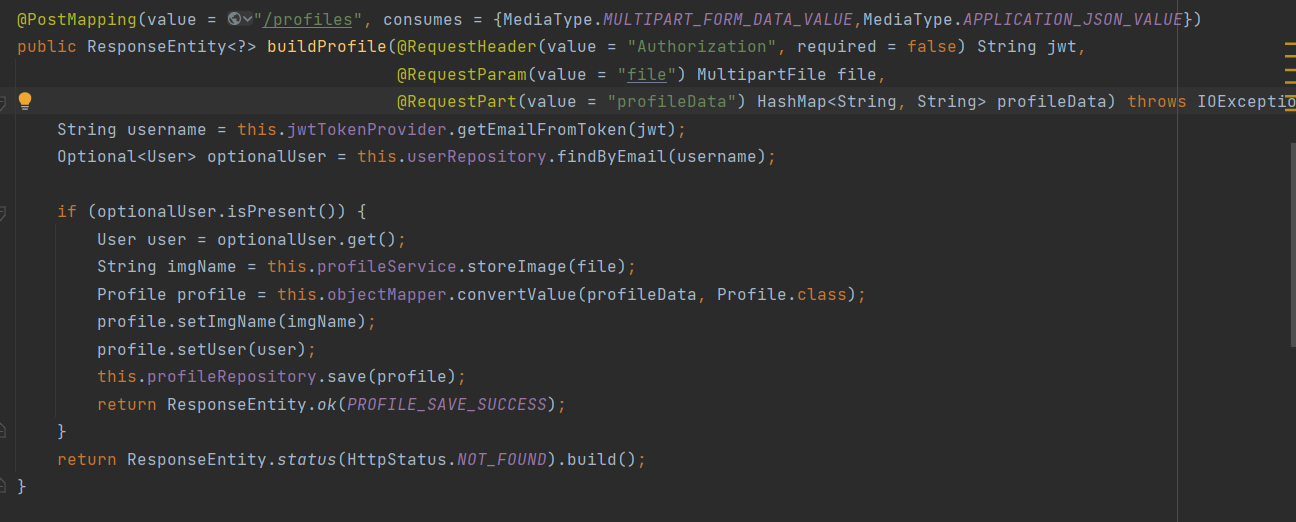 @PostMapping(value = "/profiles", consumes = {MediaType.MULTIPART_FORM_DATA_VALUE,MediaType.APPLICATION_JSON_VALUE})
public ResponseEntity<?> buildProfile(@RequestHeader(value = "Authorization", required = false) String jwt,
@RequestParam(value = "file") MultipartFile file,
@RequestPart(value = "profileData") HashMap<String, String> profileData) throws IOExceptio
String username = this.jwtTokenProvider.getEmailFromToken(jwt);
Optional<User> optionalUser = this.userRepository.findByEmail(username);
if (optionalUser.isPresent()) {
User user = optionalUser.get();
String imgName = this.profileService.storeImage(file);
Profile profile = this.objectMapper.convertValue(profileData, Profile.class);
profile.setImgName(imgName);
profile.setUser(user);
this.profileRepository.save(profile);
return ResponseEntity.ok(PROFILE_SAVE_SUCCESS);
}
return ResponseEntity.status(HttpStatus.NOT_FOUND).build();
}